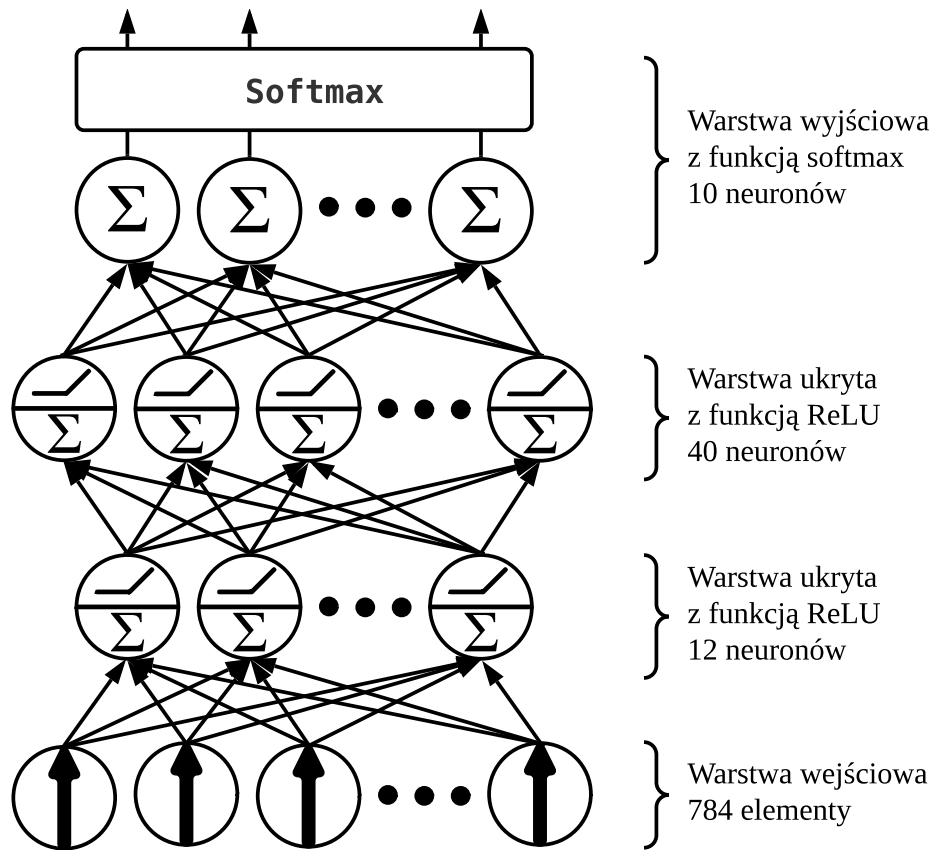 Softmax
Warstwa wyjściowa
z funkcją softmax
10 neuronów
Σ Σ Σ
Warstwa ukryta
z funkcją ReLU
40 neuronów
Σ Σ Σ Σ
Warstwa ukryta
z funkcją ReLU
12 neuronów
Σ Σ Σ
Warstwa wejściowa
784 elementy